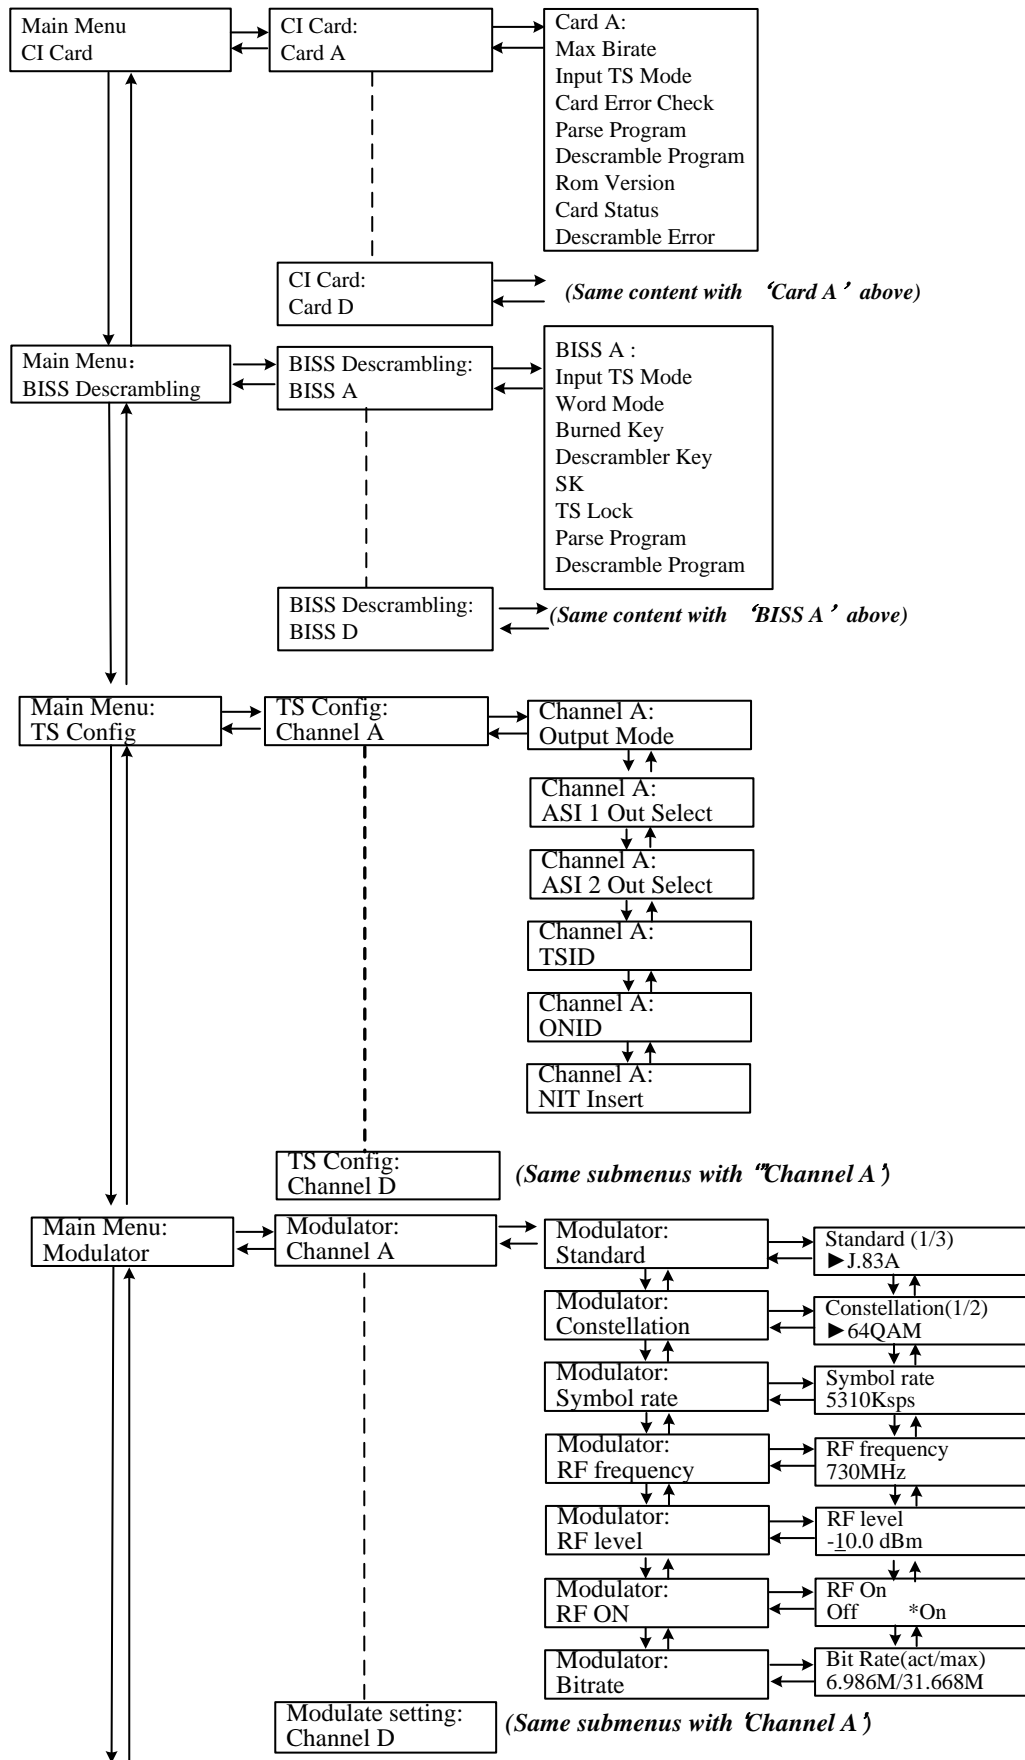 Main Menu
CI Card
CI Card:
Card A
Card A:
Max Birate
Input TS Mode
Card Error Check
Parse Program
Descramble Program
Rom Version
Card Status
Descramble Error
CI Card:
Card D
(Same content with ‘Card A’ above)
Main Menu:
BISS Descrambling
BISS Descrambling:
BISS A
BISS A :
Input TS Mode
Word Mode
Burned Key
Descrambler Key
SK
TS Lock
Parse Program
Descramble Program
BISS Descrambling:
BISS D
(Same content with ‘BISS A’ above)
Main Menu:
TS Config
TS Config:
Channel A
Channel A:
Output Mode
Channel A:
ASI 1 Out Select
Channel A:
ASI 2 Out Select
Channel A:
TSID
Channel A:
ONID
Channel A:
NIT Insert
TS Config:
Channel D
(Same submenus with “‘Channel A’)
Main Menu:
Modulator
Modulator:
Channel A
Modulator:
Standard
Standard (1/3)
►J.83A
Modulator:
Constellation
Constellation(1/2)
►64QAM
Modulator:
Symbol rate
Symbol rate
5310Ksps
Modulator:
RF frequency
RF frequency
730MHz
Modulator:
RF level
RF level
-10.0 dBm
Modulator:
RF ON
RF On
Off *On
Modulator:
Bitrate
Bit Rate(act/max)
6.986M/31.668M
Modulate setting:
Channel D
(Same submenus with ‘Channel A’)